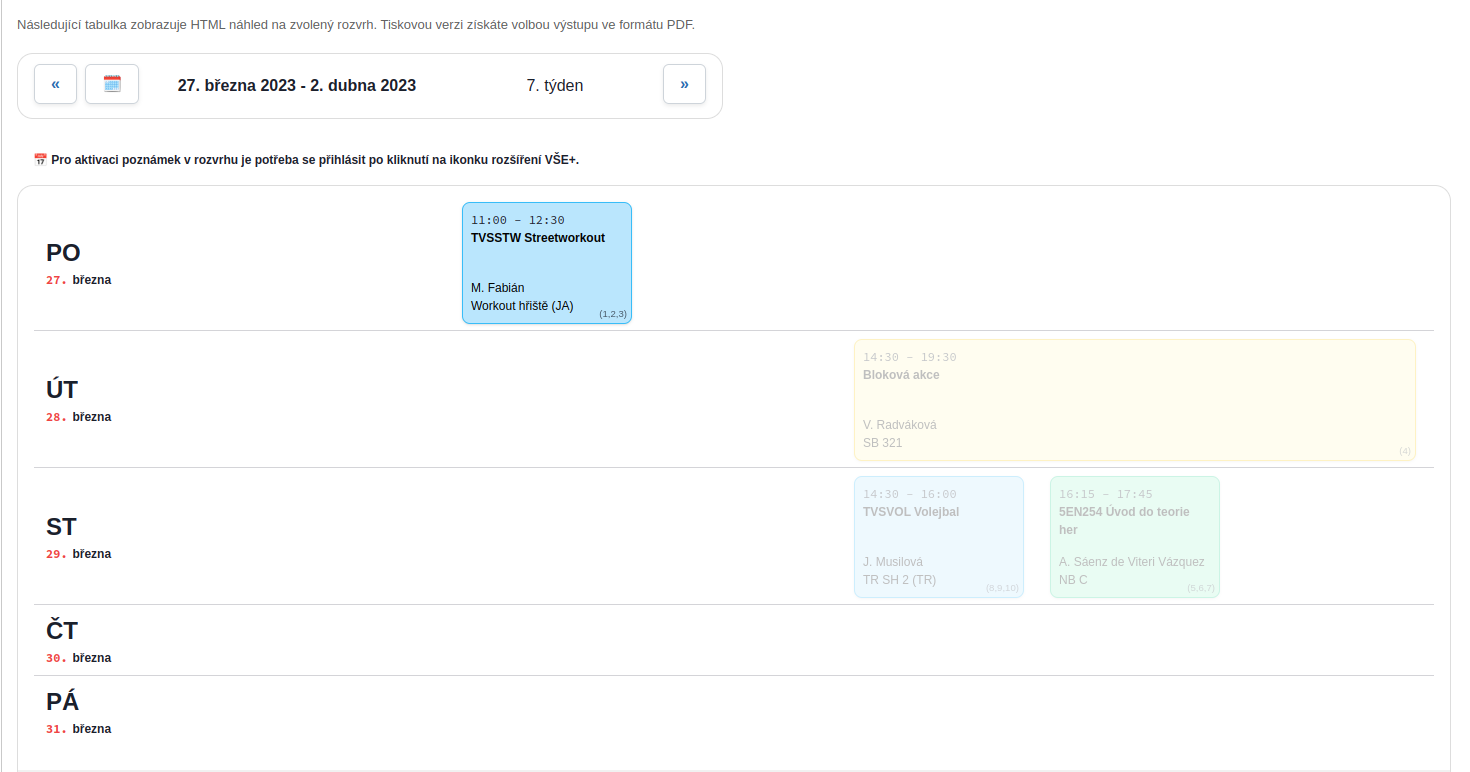 Následující tabulka zobrazuje HTML náhled na zvolený rozvrh. Tiskovou verzi získáte volbou výstupu ve formátu PDF.
«
27. března 2023 - 2. dubna 2023
7. týden
»
Pro aktivaci poznámek v rozvrhu je potřeba se přihlásit po kliknutí na ikonku rozšíření VŠE+.
PO
27. března
11:00 – 12:30
TVSSTW Streetworkout
M. Fabián
Workout hřiště (JA)
(1,2,3)
ÚT
28. března
14:30 – 19:30
Bloková akce
V. Radváková
SB 321
(4)
ST
29. března
14:30 – 16:00
TVSVOL Volejbal
J. Musilová
TR SH 2 (TR)
(8,9,10)
16:15 – 17:45
5EN254 Úvod do teorie
her
A. Sáenz de Viteri Vázquez
NB C
(5,6,7)
ČT
30. března
PÁ
31. března